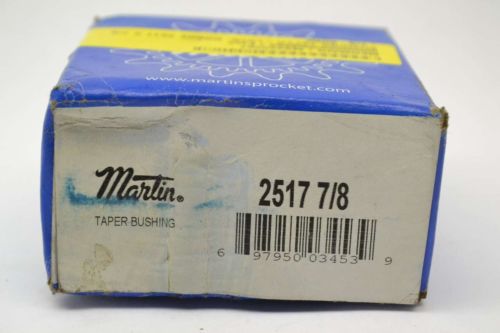 www.martinsprocket.com
Martin®
TAPER BUSHING
2517 7/8
6 97950 03453 9